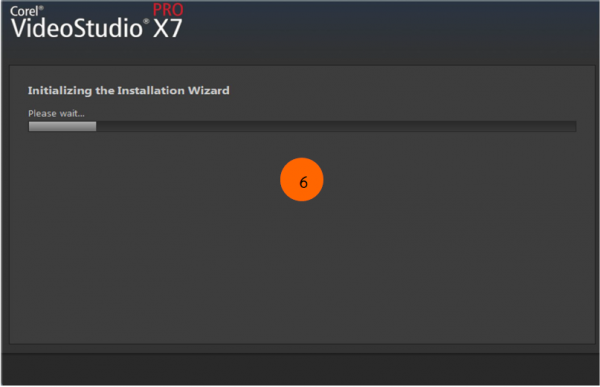 Corel®
PRO
VideoStudio® X7
Initializing the Installation Wizard
Please wait...
6